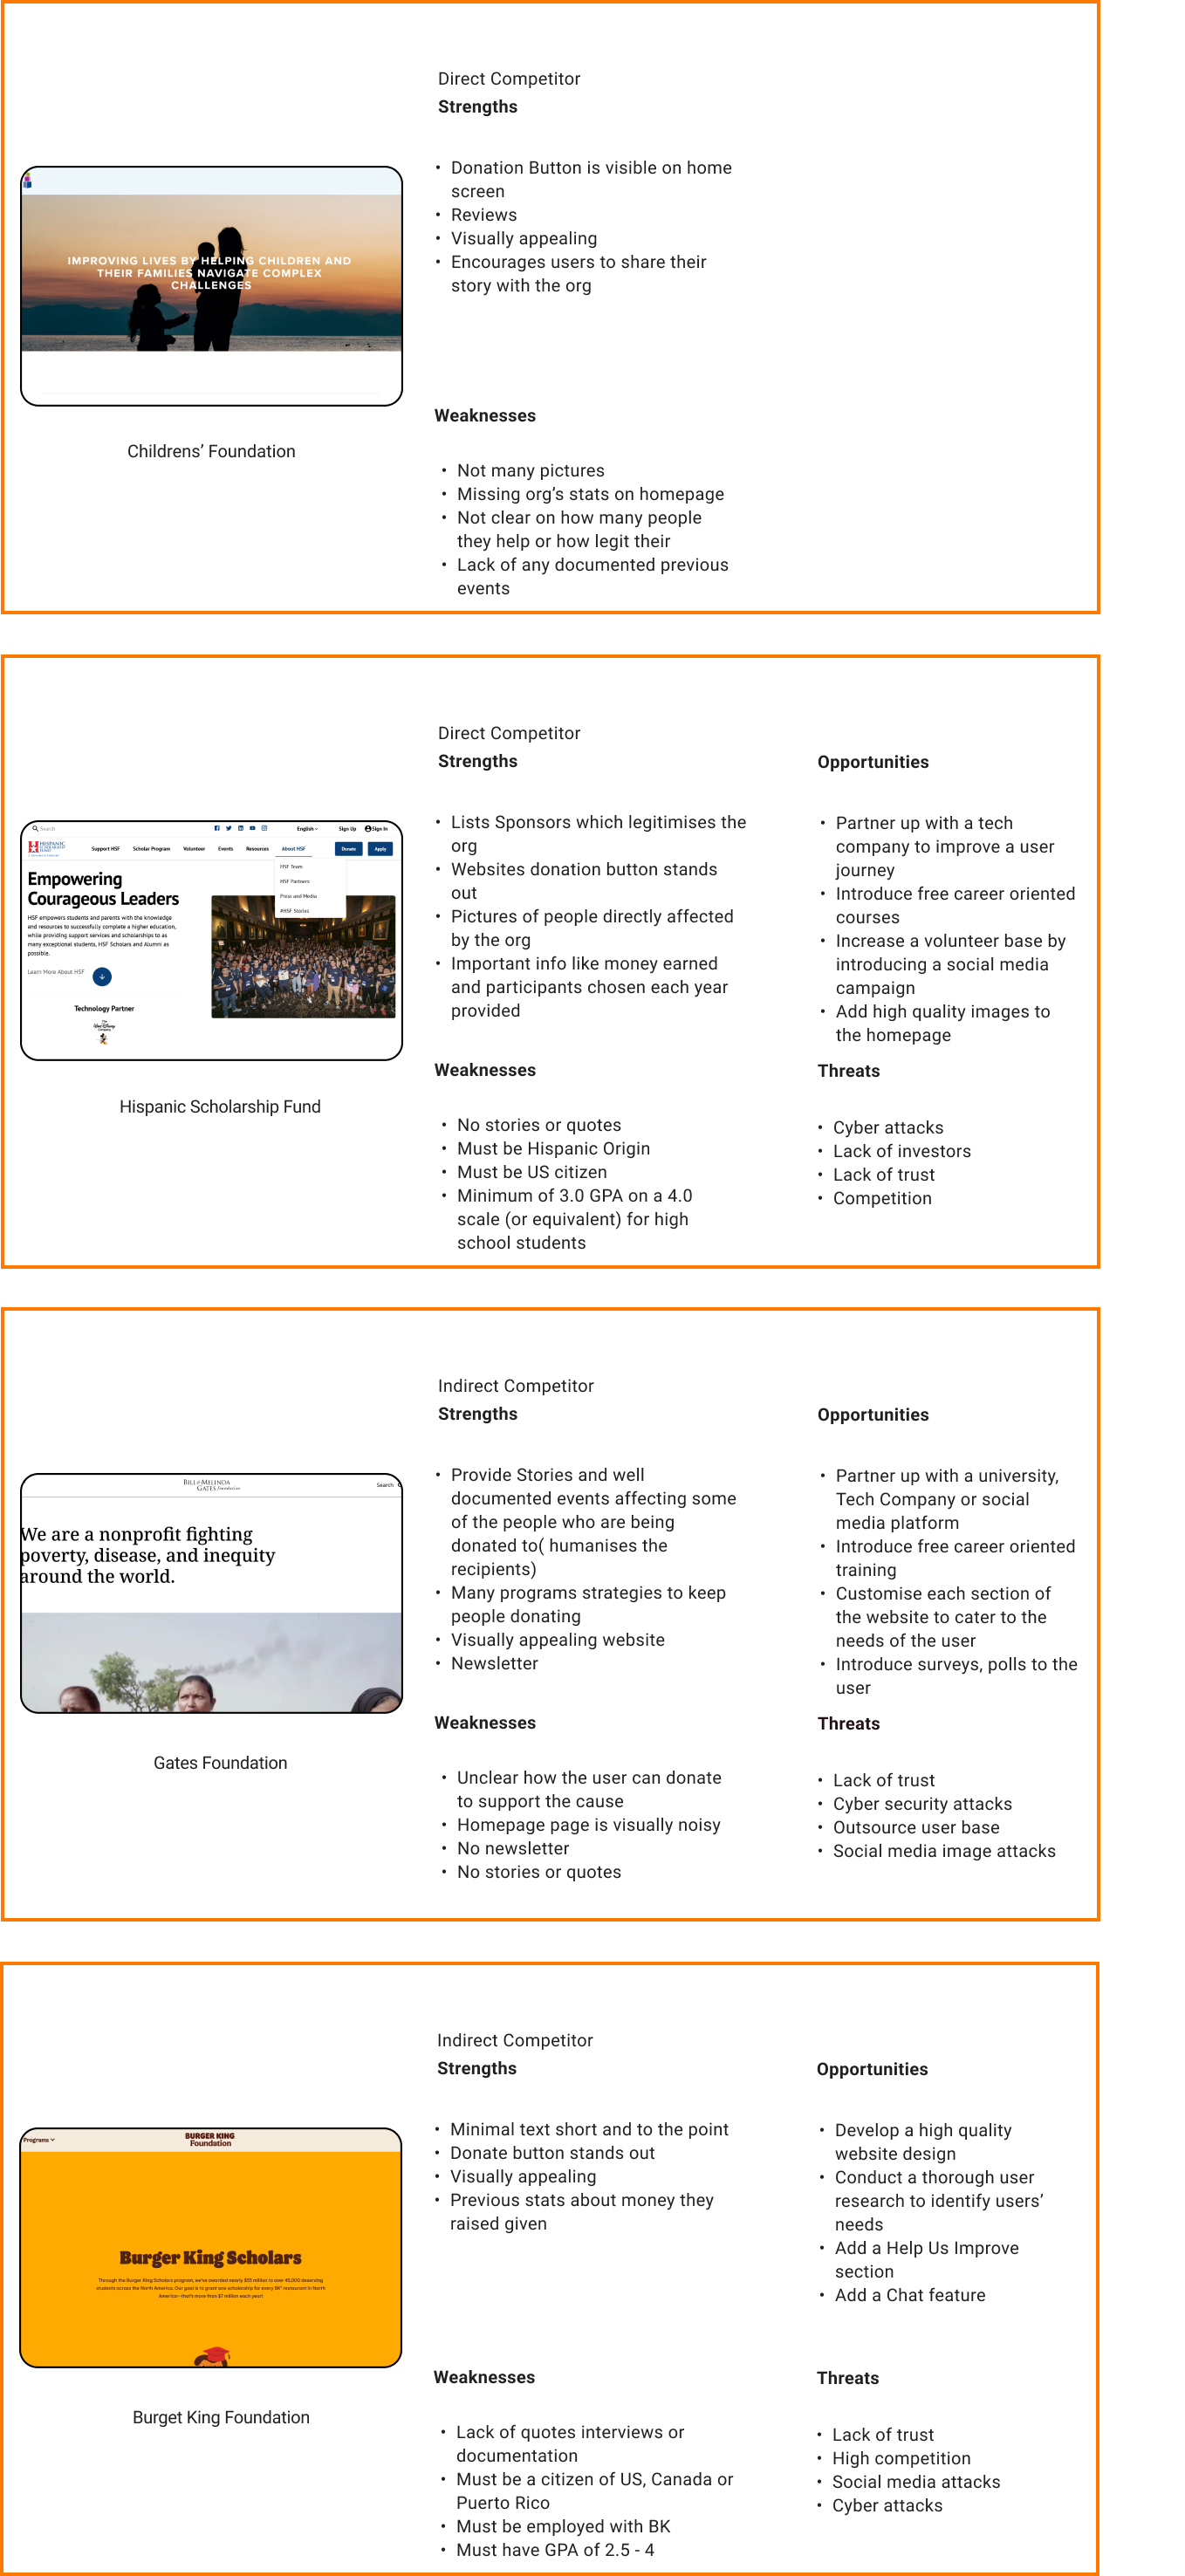 Direct Competitor
Strengths
• Donation Button is visible on home
screen
• Reviews
• Visually appealing
• Encourages users to share their
story with the org
IMPROVING LIVES BY HELPING CHILDREN AND
THEIR FAMILIES NAVIGATE COMPLEX
CHALLENGES
Childrens’ Foundation
Weaknesses
• Not many pictures
• Missing org’s stats on homepage
• Not clear on how many people
they help or how legit their
• Lack of any documented previous
events
Direct Competitor
Strengths
• Lists Sponsors which legitimises the
org
• Websites donation button stands
out
• Pictures of people directly affected
by the org
• Important info like money earned
and participants chosen each year
provided
Opportunities
• Partner up with a tech
company to improve a user
journey
• Introduce free career oriented
courses
• Increase a volunteer base by
introducing a social media
campaign
• Add high quality images to
the homepage
Search
English
Sign Up
Sign In
HISPANIC
SCHOLARSHIP
FUND
Support HSF
Scholar Program
Volunteer
Events
Resources
About HSF
Donate
Apply
HSF Team
HSF Partners
Press and Media
#HSF Stories
Empowering
Courageous Leaders
HSF empowers students and parents with the knowledge
and resources to successfully complete a higher education,
while providing support services and scholarships to as
many exceptional students, HSF Scholars and Alumni as
possible.
Learn More About HSF
Technology Partner
The
Walt Disney
Company
Hispanic Scholarship Fund
Weaknesses
• No stories or quotes
• Must be Hispanic Origin
• Must be US citizen
• Minimum of 3.0 GPA on a 4.0
scale (or equivalent) for high
school students
Threats
• Cyber attacks
• Lack of investors
• Lack of trust
• Competition
Indirect Competitor
Strengths
• Provide Stories and well
documented events affecting some
of the people who are being
donated to( humanises the
recipients)
• Many programs strategies to keep
people donating
• Visually appealing website
• Newsletter
Opportunities
• Partner up with a university,
Tech Company or social
media platform
• Introduce free career oriented
training
• Customise each section of
the website to cater to the
needs of the user
• Introduce surveys, polls to the
user
BILL & MELINDA
GATES foundation
Search
We are a nonprofit fighting
poverty, disease, and inequity
around the world.
Gates Foundation
Weaknesses
• Unclear how the user can donate
to support the cause
• Homepage page is visually noisy
• No newsletter
• No stories or quotes
Threats
• Lack of trust
• Cyber security attacks
• Outsource user base
• Social media image attacks
Indirect Competitor
Strengths
• Minimal text short and to the point
• Donate button stands out
• Visually appealing
• Previous stats about money they
raised given
Opportunities
• Develop a high quality
website design
• Conduct a thorough user
research to identify users’
needs
• Add a Help Us Improve
section
• Add a Chat feature
Programs
BURGER KING
Foundation
Burger King Scholars
Through the Burger King Scholars program, we've awarded nearly $55 million to over 45,000 deserving
students across the North America. Our goal is to grant one scholarship for every BK® restaurant in North
America—that's more than $7 million each year!
Burget King Foundation
Weaknesses
• Lack of quotes interviews or
documentation
• Must be a citizen of US, Canada or
Puerto Rico
• Must be employed with BK
• Must have GPA of 2.5 - 4
Threats
• Lack of trust
• High competition
• Social media attacks
• Cyber attacks